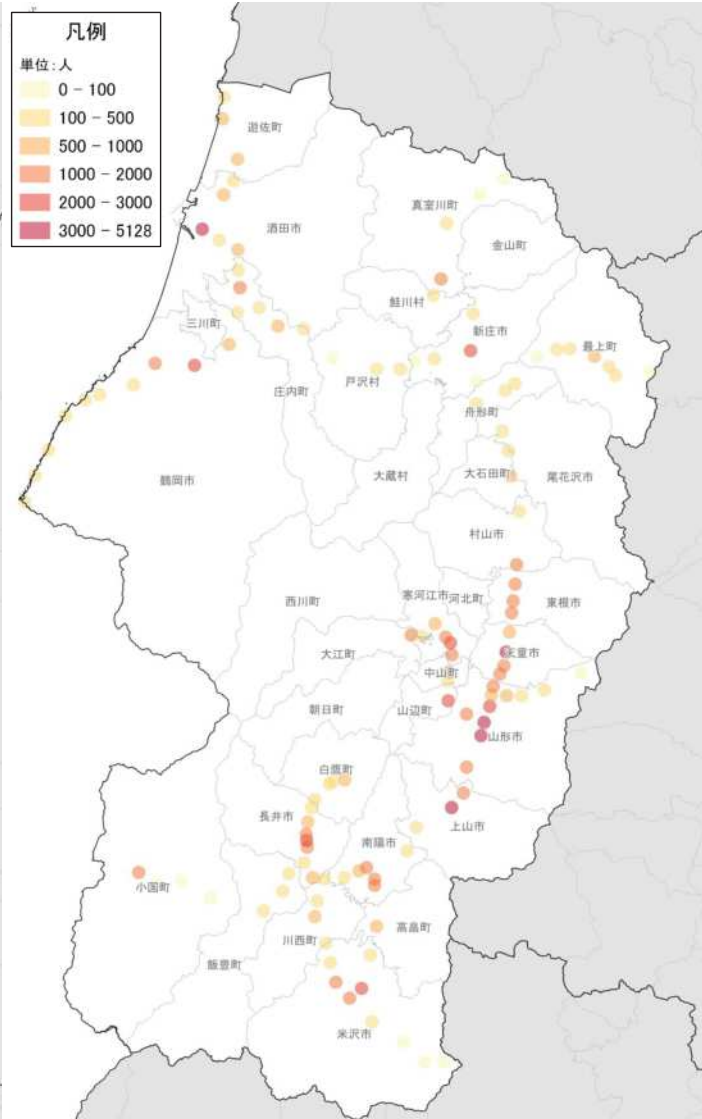 凡例
単位:人
0 − 100
100 − 500
500 − 1000
1000 − 2000
2000 − 3000
3000 − 5128
遊佐町
真室川町
酒田市
金山町
鮭川村
三川町
新庄市
最上町
戸沢村
庄内町
舟形町
大蔵村
大石田町
尾花沢市
鶴岡市
村山市
西川町
寒河江市
河北町
東根市
大江町
天童市
中山町
朝日町
山辺町
山形市
白鷹町
長井市
上山市
南陽市
小国町
高畠町
川西町
飯豊町
米沢市